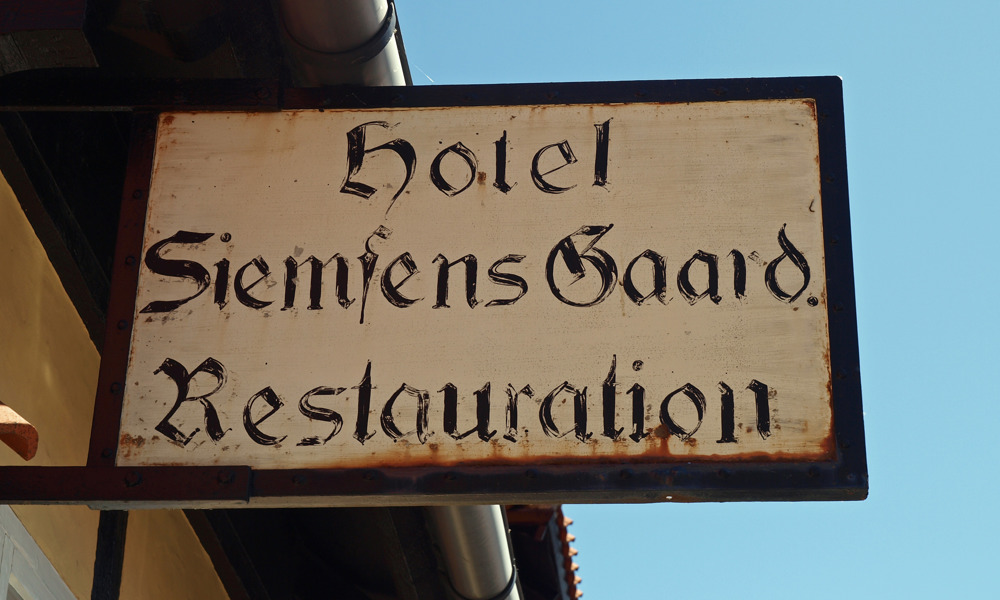 Hotel
Siemſens Gaard.
Restauration